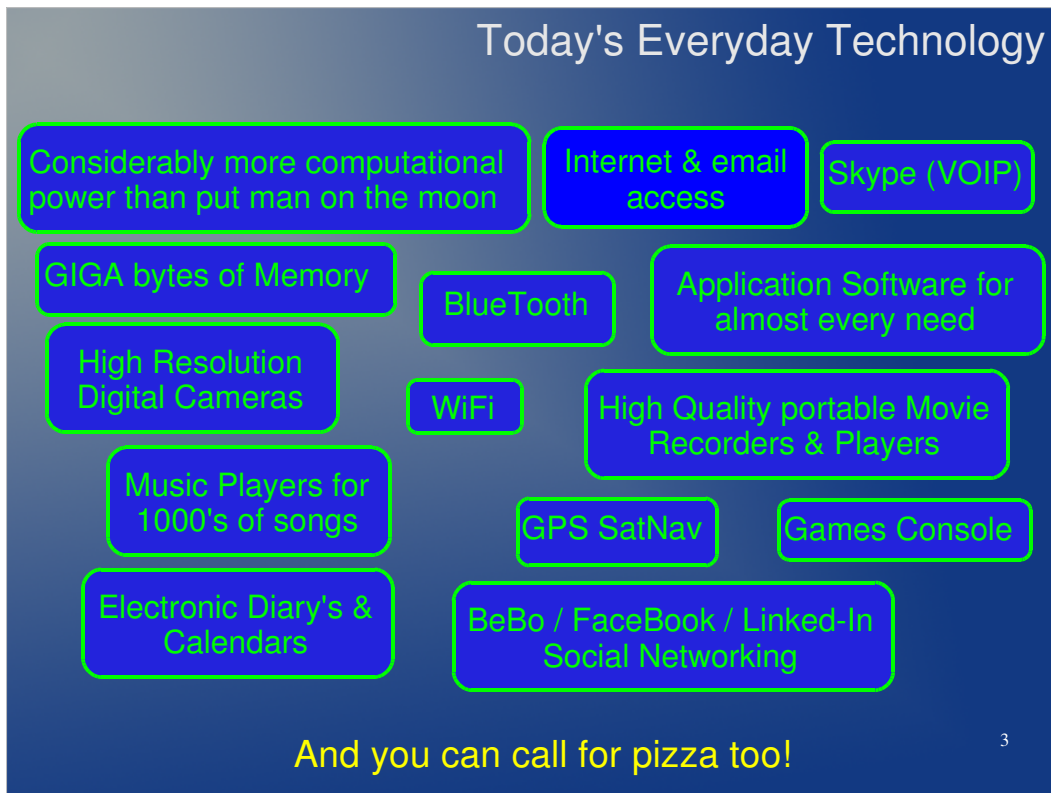 Today's Everyday Technology
Considerably more computational
power than put man on the moon
Internet & email
access
Skype (VOIP)
GIGA bytes of Memory
BlueTooth
Application Software for
almost every need
High Resolution
Digital Cameras
WiFi
High Quality portable Movie
Recorders & Players
Music Players for
1000's of songs
GPS SatNav
Games Console
Electronic Diary's &
Calendars
BeBo / FaceBook / Linked-In
Social Networking
And you can call for pizza too!
3